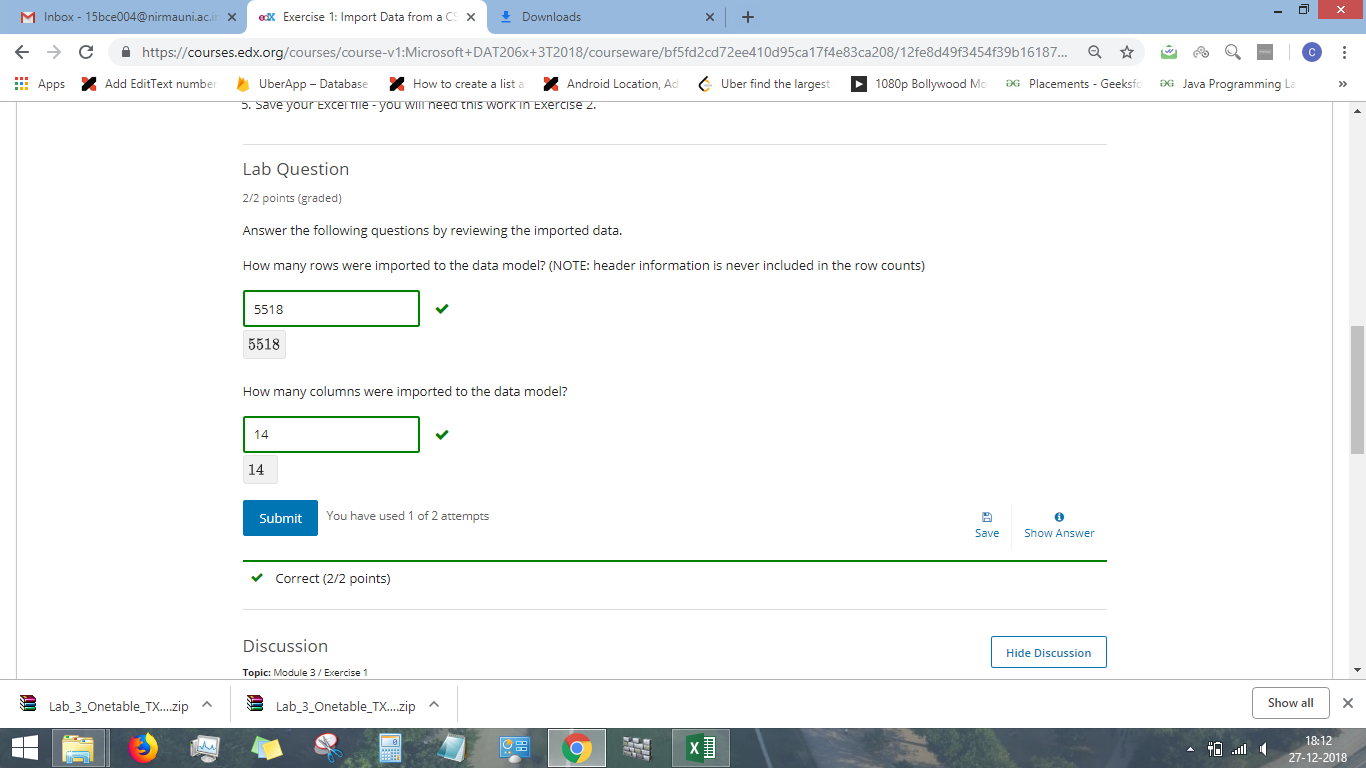 Inbox - 15bce004@nirmauni.ac.in
edX Exercise 1: Import Data from a CS
Downloads
https://courses.edx.org/courses/course-v1:Microsoft+DAT206x+3T2018/courseware/bf5fd2cd72ee410d95ca17f4e83ca208/12fe8d49f3454f39b16187...
C
Apps
Add EditText number
UberApp – Database
How to create a list a
Android Location, Ad
Uber find the largest
1080p Bollywood Mo
Placements - Geeksfo
Java Programming La
»
5. Save your Excel file - you will need this work in Exercise 2.
Lab Question
2/2 points (graded)
Answer the following questions by reviewing the imported data.
How many rows were imported to the data model? (NOTE: header information is never included in the row counts)
5518
5518
How many columns were imported to the data model?
14
14
Submit
You have used 1 of 2 attempts
Save
Show Answer
Correct (2/2 points)
Discussion
Hide Discussion
Topic: Module 3 / Exercise 1
Lab_3_Onetable_TX....zip
Lab_3_Onetable_TX....zip
Show all
18:12
27-12-2018